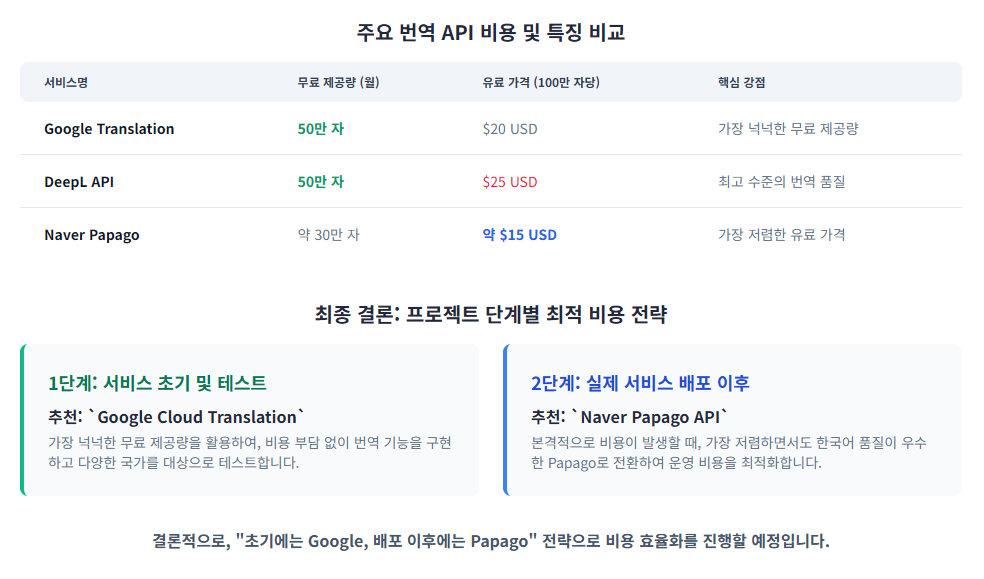 주요 번역 API 비용 및 특징 비교
서비스명 무료 제공량 (월) 유료 가격 (100만 자당) 핵심 강점
Google Translation 50만 자 $20 USD 가장 넉넉한 무료 제공량
DeepL API 50만 자 $25 USD 최고 수준의 번역 품질
Naver Papago 약 30만 자 약 $15 USD 가장 저렴한 유료 가격
최종 결론: 프로젝트 단계별 최적 비용 전략
1단계: 서비스 초기 및 테스트
추천: `Google Cloud Translation`
가장 넉넉한 무료 제공량을 활용하여, 비용 부담 없이 번역 기능을 구현
하고 다양한 국가를 대상으로 테스트합니다.
2단계: 실제 서비스 배포 이후
추천: `Naver Papago API`
본격적으로 비용이 발생할 때, 가장 저렴하면서도 한국어 품질이 우수
한 Papago로 전환하여 운영 비용을 최적화합니다.
결론적으로, "초기에는 Google, 배포 이후에는 Papago" 전략으로 비용 효율화를 진행할 예정입니다.